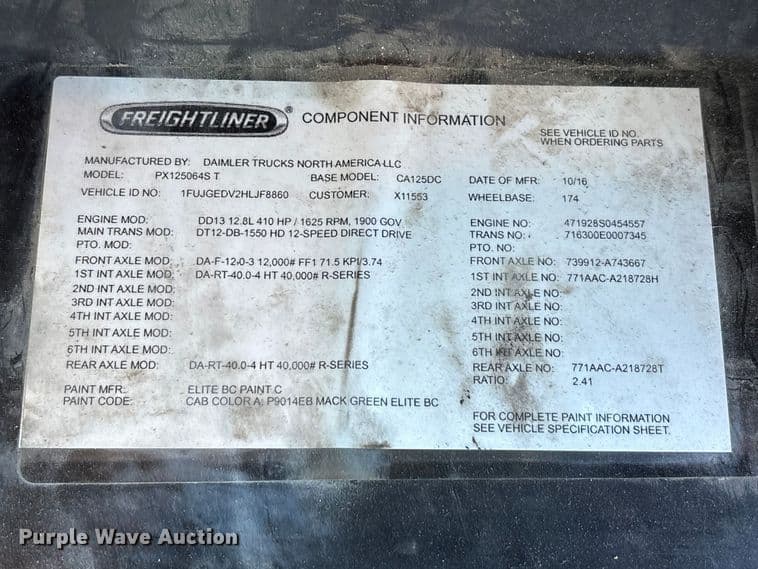 FREIGHTLINER® COMPONENT INFORMATION
SEE VEHICLE ID NO.
WHEN ORDERING PARTS
MANUFACTURED BY: DAIMLER TRUCKS NORTH AMERICA LLC
MODEL: PX125064S T BASE MODEL: CA125DC DATE OF MFR: 10/16
VEHICLE ID NO: 1FUJGEDV2HLJF8860 CUSTOMER: X11553 WHEELBASE: 174
ENGINE MOD: DD13 12.8L 410 HP / 1625 RPM, 1900 GOV ENGINE NO: 471928S0454557
MAIN TRANS MOD: DT12-DB-1550 HD 12-SPEED DIRECT DRIVE TRANS NO: 716300E0007345
PTO. MOD: PTO. NO:
FRONT AXLE MOD: DA-F-12.0-3 12,000# FF1 71.5 KPI/3.74 FRONT AXLE NO: 739912-A743667
1ST INT AXLE MOD: DA-RT-40.0-4 HT 40,000# R-SERIES 1ST INT AXLE NO: 771AAC-A218728H
2ND INT AXLE MOD: 2ND INT AXLE NO:
3RD INT AXLE MOD: 3RD INT AXLE NO:
4TH INT AXLE MOD: 4TH INT AXLE NO:
5TH INT AXLE MOD: 5TH INT AXLE NO:
6TH INT AXLE MOD: 6TH INT AXLE NO:
REAR AXLE MOD: DA-RT-40.0-4 HT 40,000# R-SERIES REAR AXLE NO: 771AAC-A218728T
RATIO: 2.41
PAINT MFR: ELITE BC PAINT C
PAINT CODE: CAB COLOR A: P9014EB MACK GREEN ELITE BC
FOR COMPLETE PAINT INFORMATION
SEE VEHICLE SPECIFICATION SHEET.
Purple Wave Auction